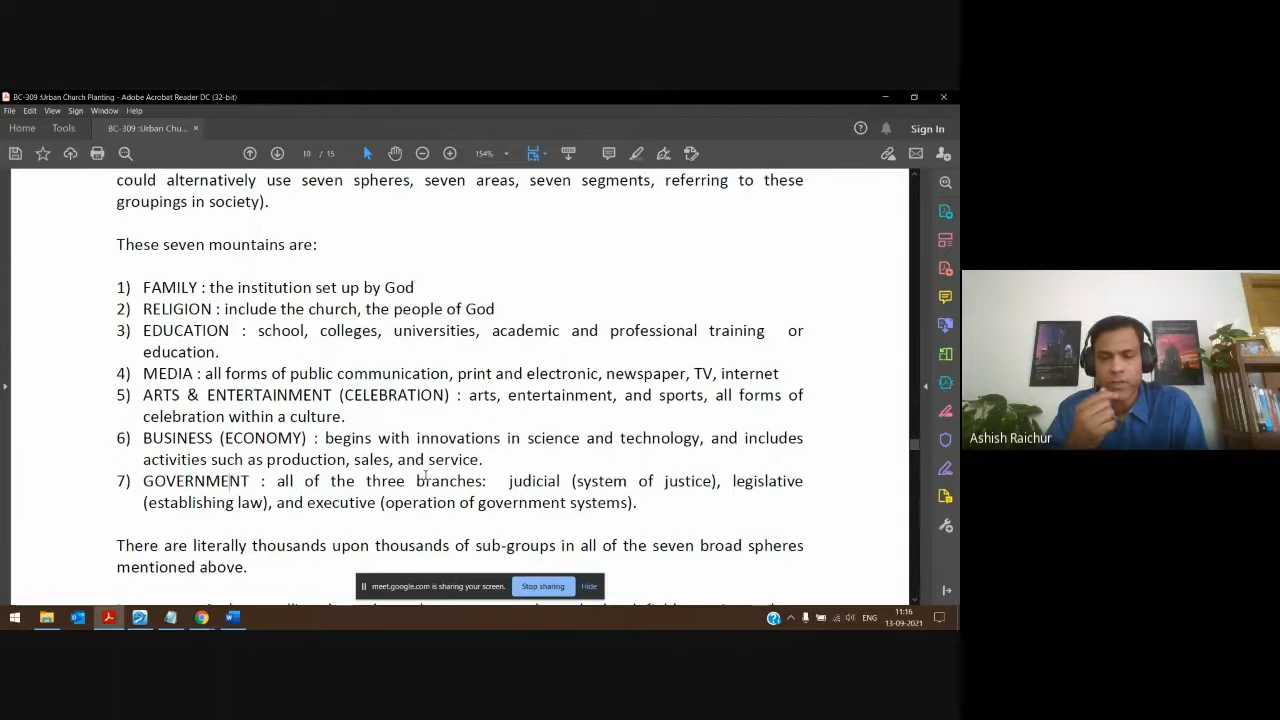 BC-309 :Urban Church Planting - Adobe Acrobat Reader DC (32-bit)
File Edit View Sign Window Help
Home Tools BC-309 :Urban Chu... × Sign In
10 / 15 154%
could alternatively use seven spheres, seven areas, seven segments, referring to these
groupings in society).
These seven mountains are:
1) FAMILY : the institution set up by God
2) RELIGION : include the church, the people of God
3) EDUCATION : school, colleges, universities, academic and professional training or
education.
4) MEDIA : all forms of public communication, print and electronic, newspaper, TV, internet
5) ARTS & ENTERTAINMENT (CELEBRATION) : arts, entertainment, and sports, all forms of
celebration within a culture.
6) BUSINESS (ECONOMY) : begins with innovations in science and technology, and includes
activities such as production, sales, and service.
7) GOVERNMENT : all of the three branches: judicial (system of justice), legislative
(establishing law), and executive (operation of government systems).
There are literally thousands upon thousands of sub-groups in all of the seven broad spheres
mentioned above.
meet.google.com is sharing your screen. Stop sharing Hide
ENG 11:16
13-09-2021
Ashish Raichur